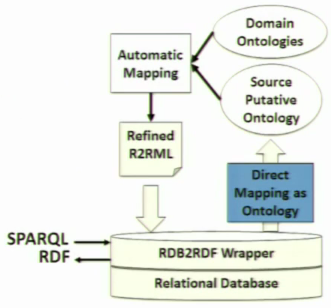 Domain
Ontologies
Automatic
Mapping
Source
Putative
Ontology
Refined
R2RML
Direct
Mapping as
Ontology
SPARQL
RDF
RDB2RDF Wrapper
Relational Database